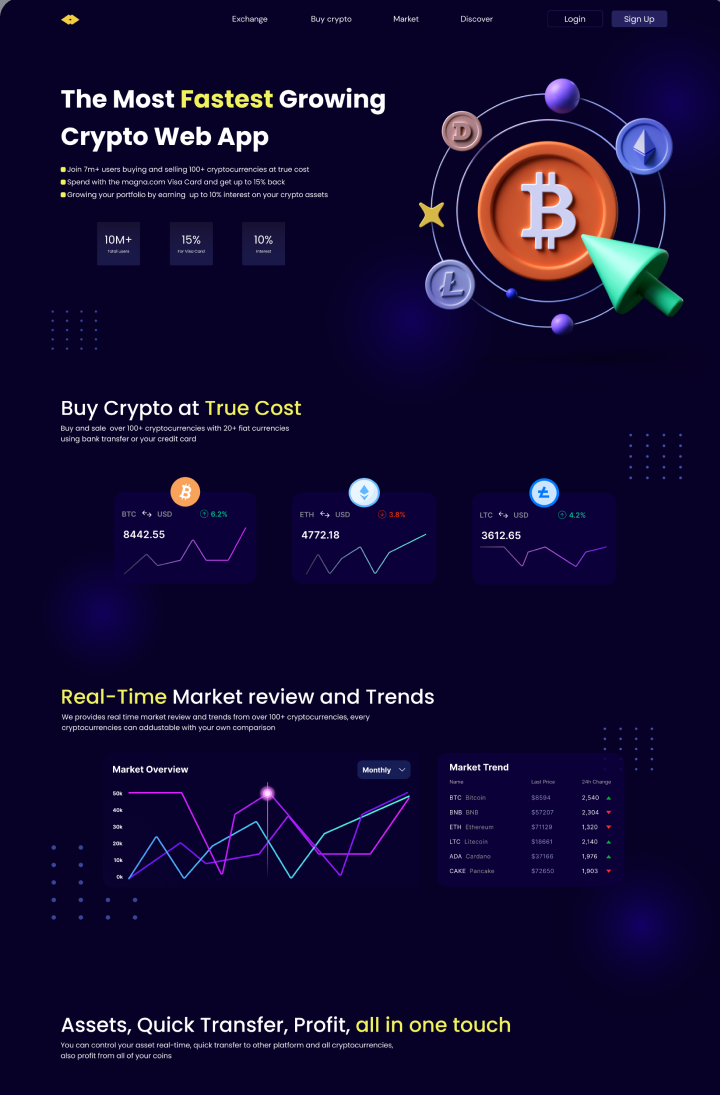 Exchange Buy crypto Market Discover Login Sign Up
The Most Fastest Growing
Crypto Web App
Join 7m+ users buying and selling 100+ cryptocurrencies at true cost
Spend with the magna.com Visa Card and get up to 15% back
Growing your portfolio by earning up to 10% interest on your crypto assets
10M+ 15% 10%
Total users For Visa Card Interest
Buy Crypto at True Cost
Buy and sale over 100+ cryptocurrencies with 20+ fiat currencies
using bank transfer or your credit card
BTC USD 6.2%
8442.55
ETH USD 3.8%
4772.18
LTC USD 4.2%
3612.65
Real-Time Market review and Trends
We provides real time market review and trends from over 100+ cryptocurrencies, every
cryptocurrencies can addustable with your own comparison
Market Overview Monthly
50k
40k
30k
20k
10k
0k
Market Trend
Name Last Price 24h Change
BTC Bitcoin $8594 2,540
BNB BNB $57207 2,304
ETH Ethereum $71129 1,320
LTC Litecoin $18661 2,140
ADA Cardano $37166 1,976
CAKE Pancake $72650 1,903
Assets, Quick Transfer, Profit, all in one touch
You can control your asset real-time, quick transfer to other platform and all cryptocurrencies,
also profit from all of your coins